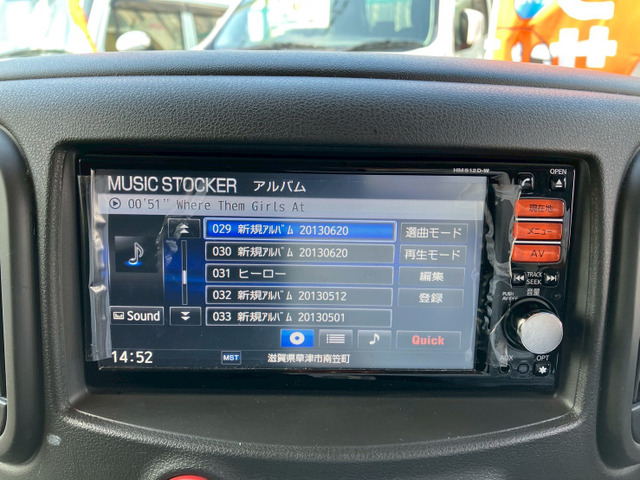 HM512D-W
OPEN
MUSIC STOCKER アルバム
00'51" Where Them Girls At
029 新規ｱﾙﾊﾞﾑ 20130620
選曲モード
030 新規ｱﾙﾊﾞﾑ 20130620
再生モード
031 ヒーロー
編集
032 新規ｱﾙﾊﾞﾑ 20130512
登録
033 新規ｱﾙﾊﾞﾑ 20130501
Sound
Quick
14:52
MST
滋賀県草津市南笠町
現在地
メニュー
AV
TRACK
SEEK
音量
PUSH
AUX
OPT